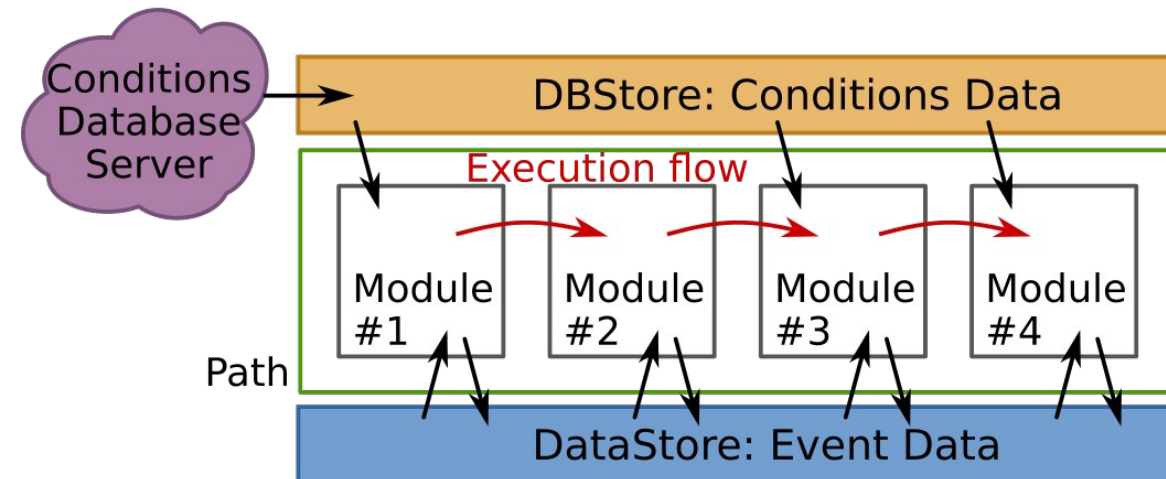 Conditions
Database
Server
DBStore: Conditions Data
Execution flow
Module
#1
Module
#2
Module
#3
Module
#4
Path
DataStore: Event Data